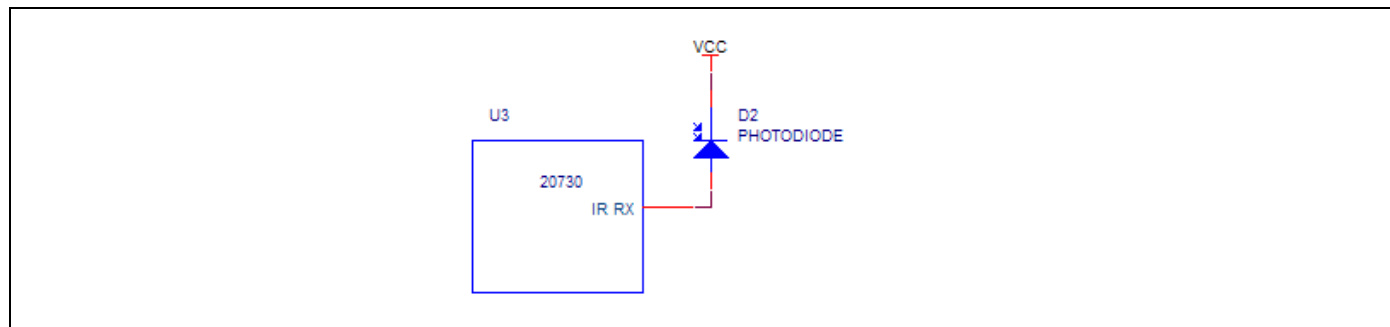 VCC
U3
D2
PHOTODIODE
20730
IR RX